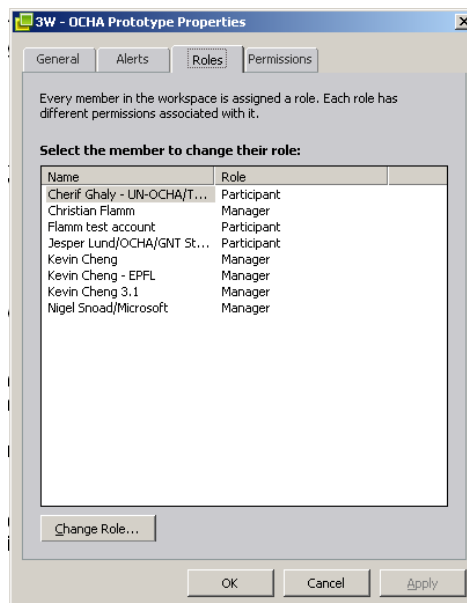 3W - OCHA Prototype Properties
General Alerts Roles Permissions
Every member in the workspace is assigned a role. Each role has
different permissions associated with it.
Select the member to change their role:
Name Role
Cherif Ghaly - UN-OCHA/T... Participant
Christian Flamm Manager
Flamm test account Participant
Jesper Lund/OCHA/GNT St... Participant
Kevin Cheng Manager
Kevin Cheng - EPFL Manager
Kevin Cheng 3.1 Manager
Nigel Snoad/Microsoft Manager
Change Role...
OK Cancel Apply